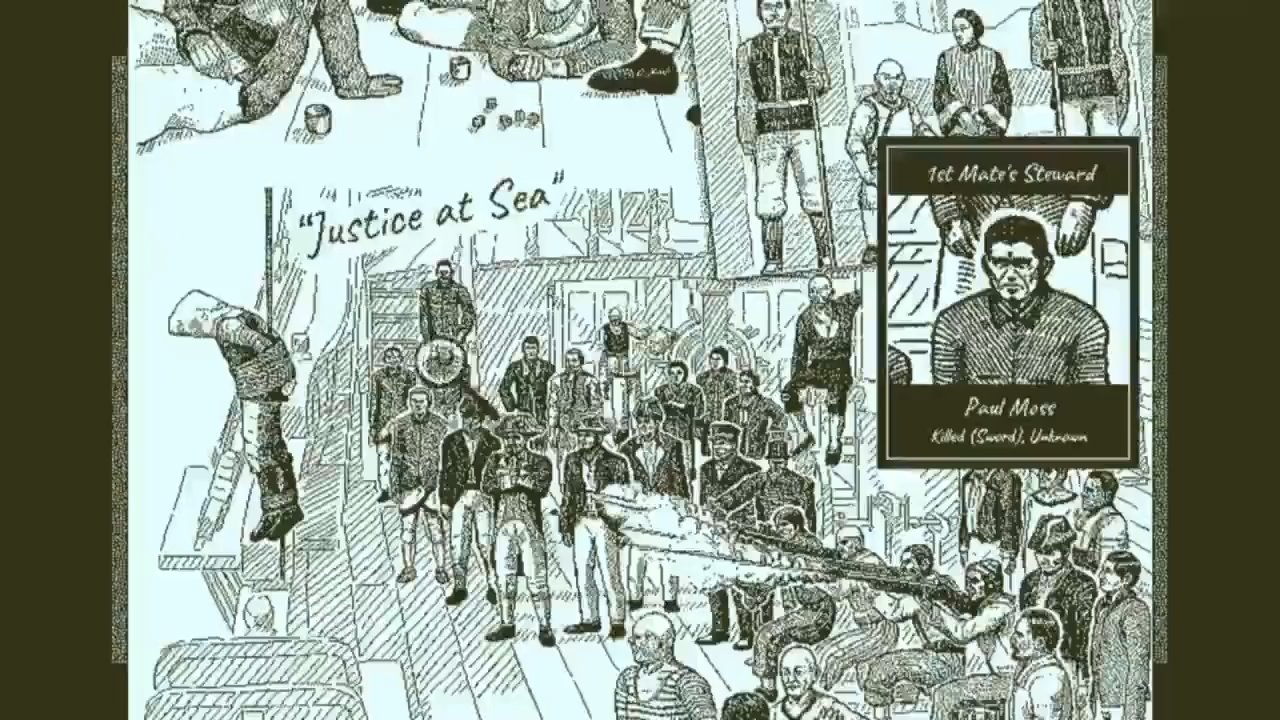 "Justice at Sea"
1st Mate's Steward
Paul Moss
Killed (Sword), Unknown